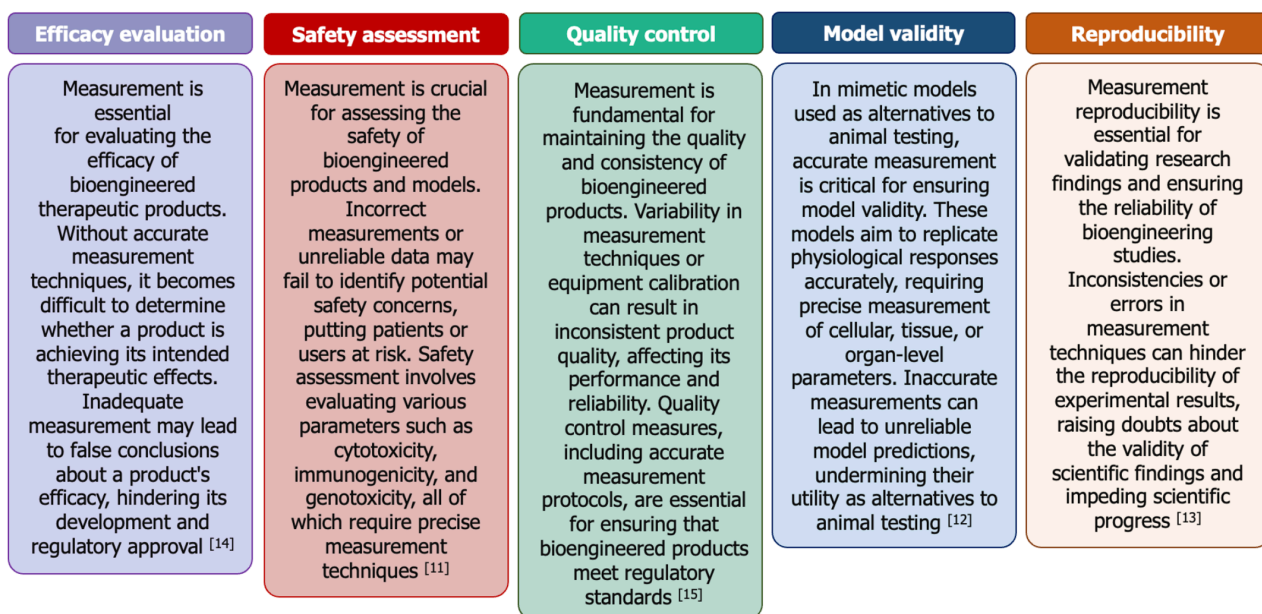 Efficacy evaluation
Measurement is
essential
for evaluating the
efficacy of
bioengineered
therapeutic products.
Without accurate
measurement
techniques, it becomes
difficult to determine
whether a product is
achieving its intended
therapeutic effects.
Inadequate
measurement may lead
to false conclusions
about a product's
efficacy, hindering its
development and
regulatory approval [14]
Safety assessment
Measurement is crucial
for assessing the
safety of
bioengineered
products and models.
Incorrect
measurements or
unreliable data may
fail to identify potential
safety concerns,
putting patients or
users at risk. Safety
assessment involves
evaluating various
parameters such as
cytotoxicity,
immunogenicity, and
genotoxicity, all of
which require precise
measurement
techniques [11]
Quality control
Measurement is
fundamental for
maintaining the quality
and consistency of
bioengineered
products. Variability in
measurement
techniques or
equipment calibration
can result in
inconsistent product
quality, affecting its
performance and
reliability. Quality
control measures,
including accurate
measurement
protocols, are essential
for ensuring that
bioengineered products
meet regulatory
standards [15]
Model validity
In mimetic models
used as alternatives to
animal testing,
accurate measurement
is critical for ensuring
model validity. These
models aim to replicate
physiological responses
accurately, requiring
precise measurement
of cellular, tissue, or
organ-level
parameters. Inaccurate
measurements can
lead to unreliable
model predictions,
undermining their
utility as alternatives to
animal testing [12]
Reproducibility
Measurement
reproducibility is
essential for
validating research
findings and ensuring
the reliability of
bioengineering
studies.
Inconsistencies or
errors in
measurement
techniques can hinder
the reproducibility of
experimental results,
raising doubts about
the validity of
scientific findings and
impeding scientific
progress [13]